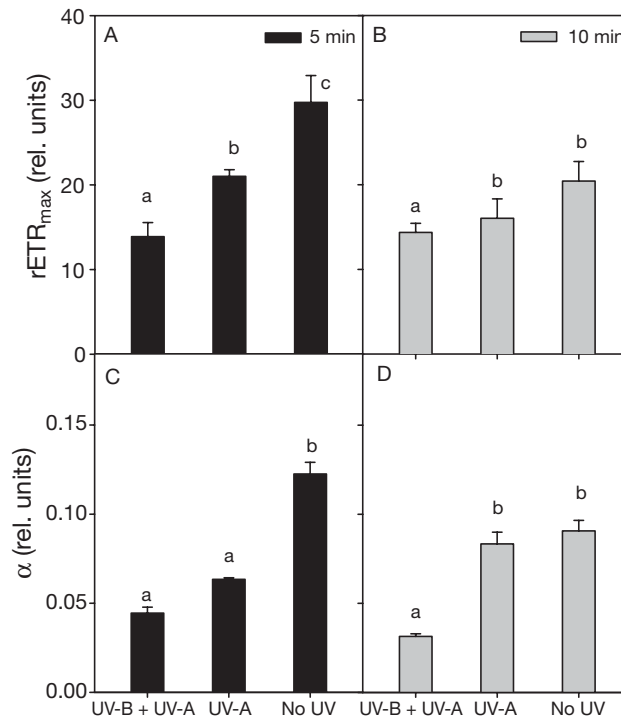 A
5 min
B
10 min
rETRmax (rel. units)
40
30
20
10
0
a
b
c
a
b
b
C
D
α (rel. units)
0.15
0.10
0.05
0.00
a
a
b
a
b
b
UV-B + UV-A UV-A No UV
UV-B + UV-A UV-A No UV